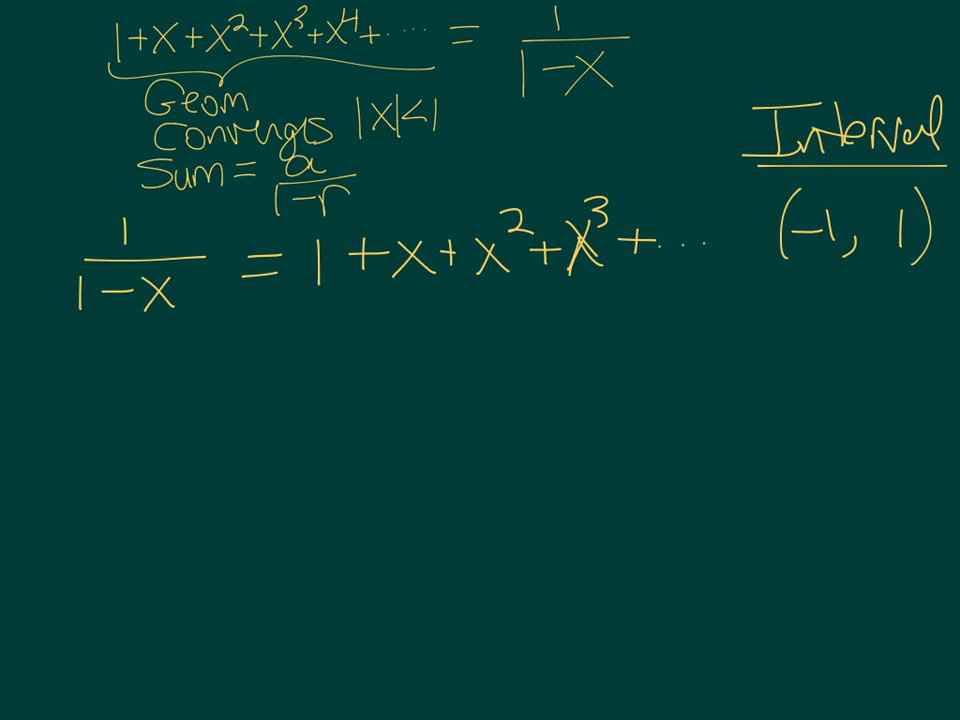 1+x+x²+x³+x⁴+···· = 1/(1-x)
Geom
Converges |x|<1
Sum = a/(1-r)
Interval
1/(1-x) = 1+x+x²+x³+··· (-1, 1)